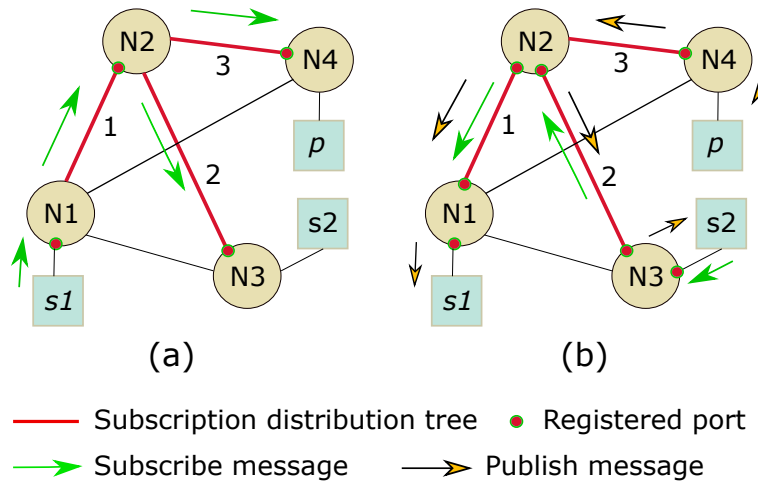 N2
3
N4
1
p
2
N1
s2
N3
s1
(a)
N2
3
N4
1
p
2
N1
s2
N3
s1
(b)
Subscription distribution tree
Registered port
Subscribe message
Publish message